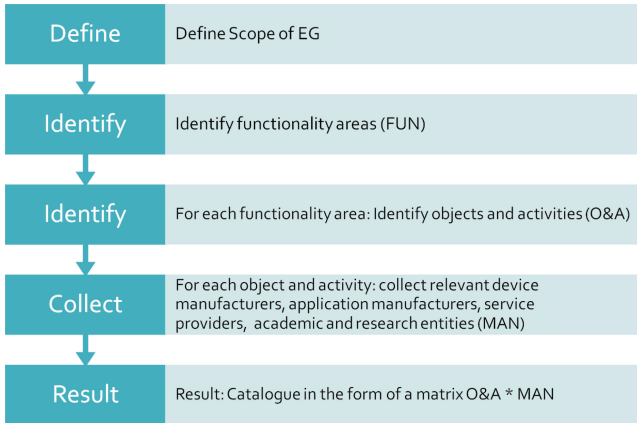 Define
Define Scope of EG
Identify
Identify functionality areas (FUN)
Identify
For each functionality area: Identify objects and activities (O&A)
Collect
For each object and activity: collect relevant device
manufacturers, application manufacturers, service
providers, academic and research entities (MAN)
Result
Result: Catalogue in the form of a matrix O&A * MAN